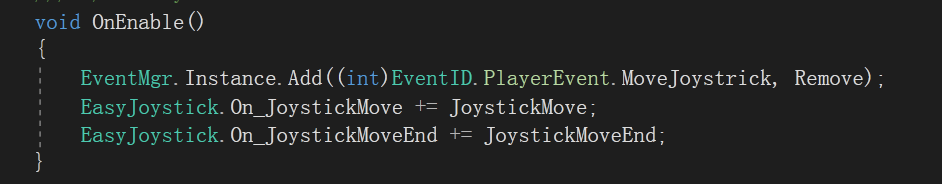 void OnEnable()
{
EventMgr.Instance.Add((int)EventID.PlayerEvent.MoveJoystrick, Remove);
EasyJoystick.On_JoystickMove += JoystickMove;
EasyJoystick.On_JoystickMoveEnd += JoystickMoveEnd;
}